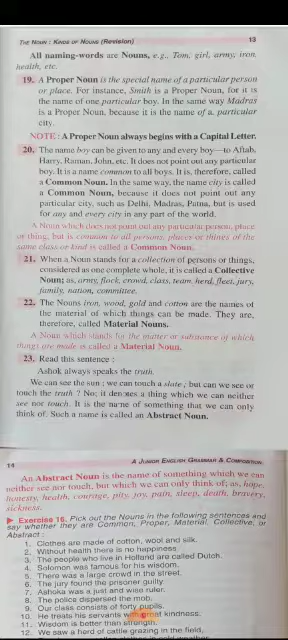 THE NOUN : KINDS OF NOUNS (Revision) 13
All naming-words are Nouns, e.g., Tom, girl, army, iron,
health, etc.
19. A Proper Noun is the special name of a particular person
or place. For instance, Smith is a Proper Noun, for it is
the name of one particular boy. In the same way Madras
is a Proper Noun, because it is the name of a particular
city.
NOTE : A Proper Noun always begins with a Capital Letter.
20. The name boy can be given to any and every boy—to Aftab,
Harry, Raman, John, etc. It does not point out any particular
boy. It is a name common to all boys. It is, therefore, called
a Common Noun. In the same way, the name city is called
a Common Noun, because it does not point out any
particular city, such as Delhi, Madras, Patna, but is used
for any and every city in any part of the world.
A Noun which does not point out any particular person, place
or thing, but is common to all persons, places or things of the
same class or kind is called a Common Noun.
21. When a Noun stands for a collection of persons or things,
considered as one complete whole, it is called a Collective
Noun; as, army, flock, crowd, class, team, herd, fleet, jury,
family, nation, committee.
22. The Nouns iron, wood, gold and cotton are the names of
the material of which things can be made. They are,
therefore, called Material Nouns.
A Noun which stands for the matter or substance of which
things are made is called a Material Noun.
23. Read this sentence :
Ashok always speaks the truth.
We can see the sun; we can touch a slate; but can we see or
touch the truth ? No; it denotes a thing which we can neither
see nor touch. It is the name of something that we can only
think of. Such a name is called an Abstract Noun.
14 A JUNIOR ENGLISH GRAMMAR & COMPOSITION
An Abstract Noun is the name of something which we can
neither see nor touch, but which we can only think of; as, hope,
honesty, health, courage, pity, joy, pain, sleep, death, bravery,
sickness.
▶ Exercise 16. Pick out the Nouns in the following sentences and
say whether they are Common, Proper, Material, Collective, or
Abstract :
1. Clothes are made of cotton, wool and silk.
2. Without health there is no happiness.
3. The people who live in Holland are called Dutch.
4. Solomon was famous for his wisdom.
5. There was a large crowd in the street.
6. The jury found the prisoner guilty.
7. Ashoka was a just and wise ruler.
8. The police dispersed the mob.
9. Our class consists of forty pupils.
10. He treats his servants with great kindness.
11. Wisdom is better than strength.
12. We saw a herd of cattle grazing in the field.